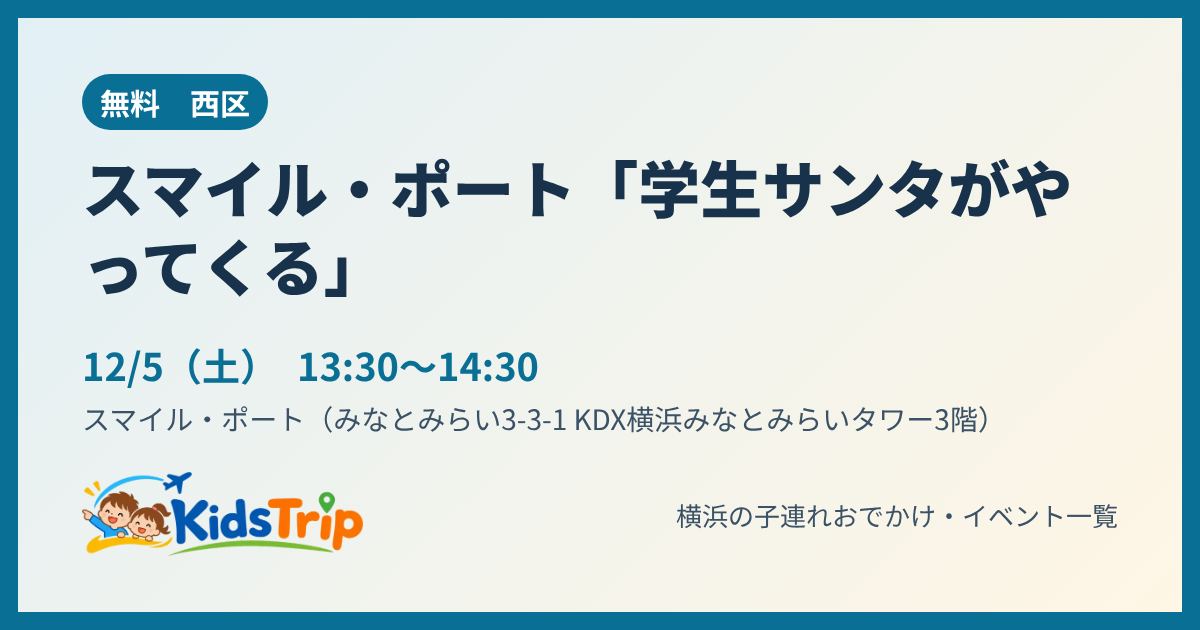 無料　西区
スマイル・ポート「学生サンタがや
ってくる」
12/5（土） 13:30〜14:30
スマイル・ポート（みなとみらい3-3-1 KDX横浜みなとみらいタワー3階）
KidsTrip
横浜の子連れおでかけ・イベント一覧